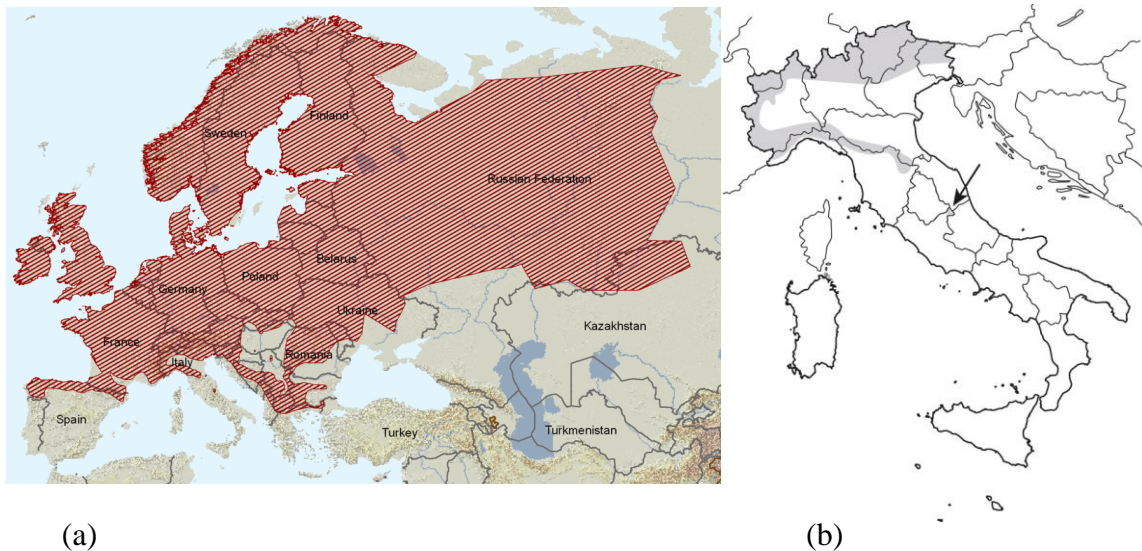 Sweden
Finland
Russian Federation
Belarus
Poland
Germany
Ukraine
Kazakhstan
France
Romania
Italy
Spain
Turkey
Turkmenistan
(a)
(b)